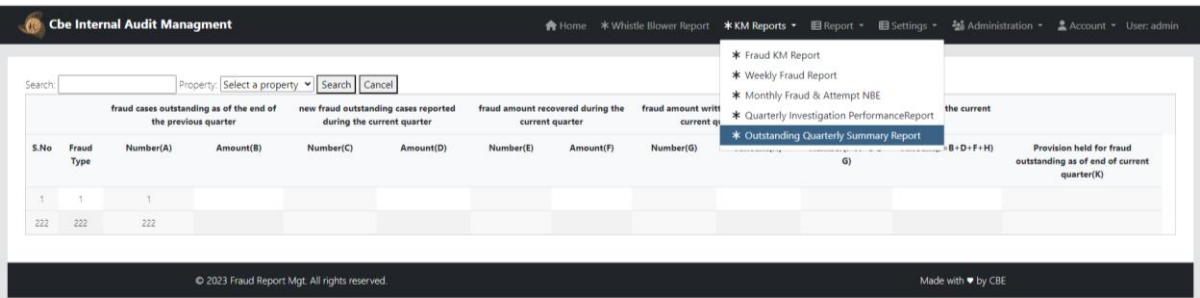 Cbe Internal Audit Managment
Home Whistle Blower Report KM Reports Report Settings Administration Account User: admin
Fraud KM Report
Weekly Fraud Report
Monthly Fraud & Attempt NBE
Quarterly Investigation PerformanceReport
Outstanding Quarterly Summary Report
Search: Property: Select a property Search Cancel
fraud cases outstanding as of the end of the previous quarter
new fraud outstanding cases reported during the current quarter
fraud amount recovered during the current quarter
fraud amount
the current
S.No Fraud Type Number(A) Amount(B) Number(C) Amount(D) Number(E) Amount(F) Number(G) G) =B+D+F+H) Provision held for fraud outstanding as of end of current quarter(K)
1 1 1
222 222 222
© 2023 Fraud Report Mgt. All rights reserved.
Made with ♥ by CBE